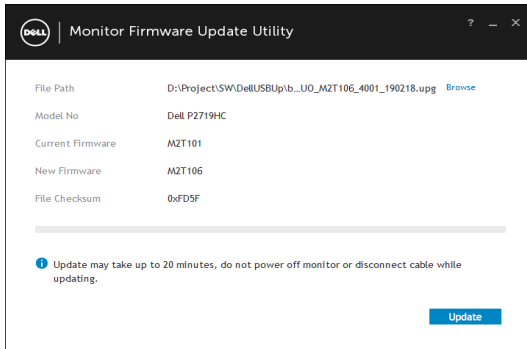 DELL Monitor Firmware Update Utility ? _ ×
File Path D:\Project\SW\DellUSBUp\b...UO_M2T106_4001_190218.upg Browse
Model No Dell P2719HC
Current Firmware M2T101
New Firmware M2T106
File Checksum 0xFD5F
Update may take up to 20 minutes, do not power off monitor or disconnect cable while
updating.
Update